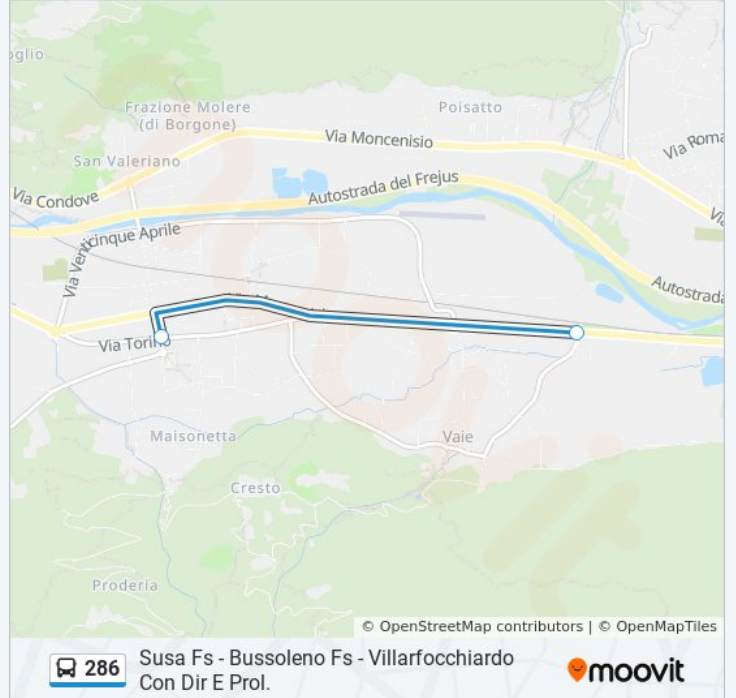 oglio
Frazione Molere
(di Borgone)
Poisatto
Via Moncenisio
San Valeriano
Via Roma
Via Condove
Autostrada del Frejus
Via
Via Venticinque Aprile
Autostrada
Via Torino
Maisonetta
Vaie
Cresto
Proderia
© OpenStreetMap contributors | © OpenMapTiles
286
Susa Fs - Bussoleno Fs - Villarfocchiardo
Con Dir E Prol.
moovit